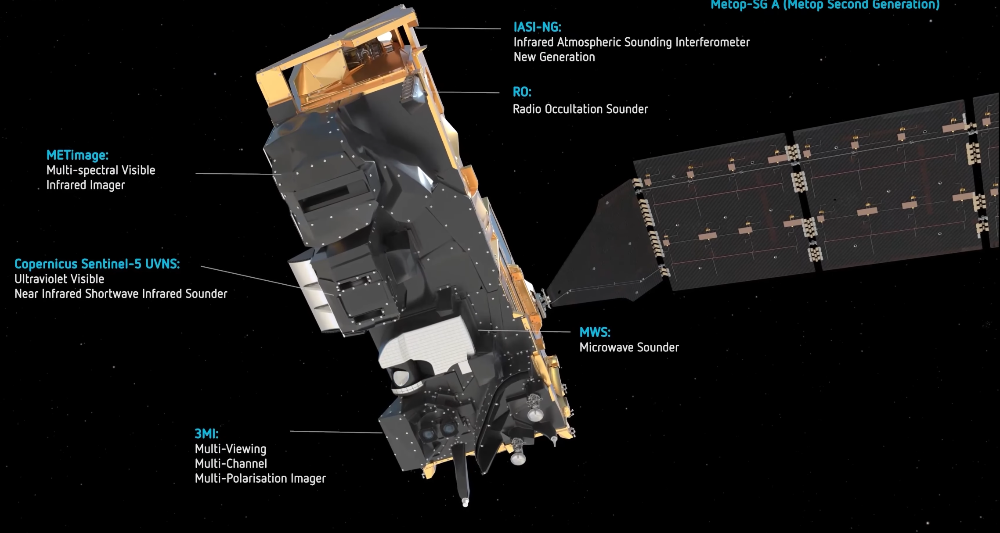 Metop-SG A (Metop Second Generation)
IASI-NG:
Infrared Atmospheric Sounding Interferometer
New Generation
RO:
Radio Occultation Sounder
METimage:
Multi-spectral Visible
Infrared Imager
Copernicus Sentinel-5 UVNS:
Ultraviolet Visible
Near Infrared Shortwave Infrared Sounder
MWS:
Microwave Sounder
3MI:
Multi-Viewing
Multi-Channel
Multi-Polarisation Imager